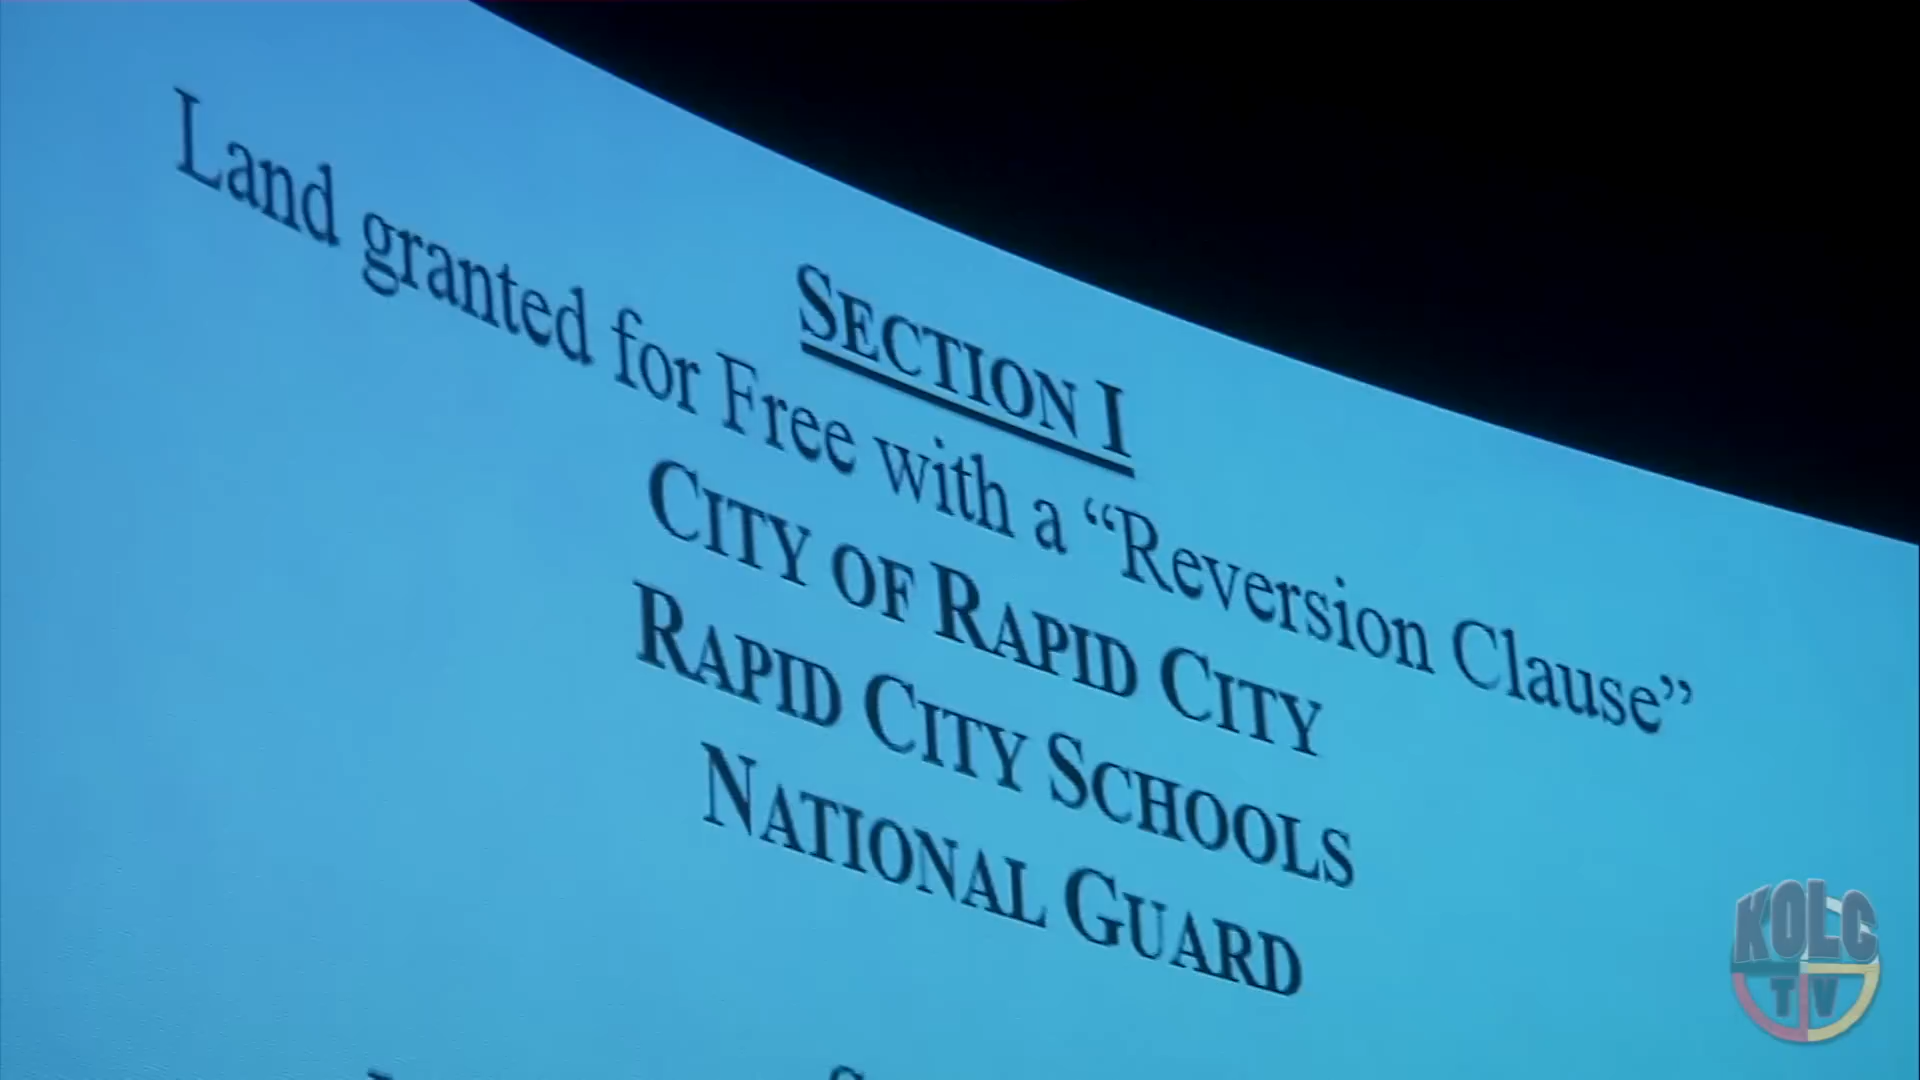 SECTION I
Land granted for Free with a “Reversion Clause”
CITY OF RAPID CITY
RAPID CITY SCHOOLS
NATIONAL GUARD
KOLC
TV